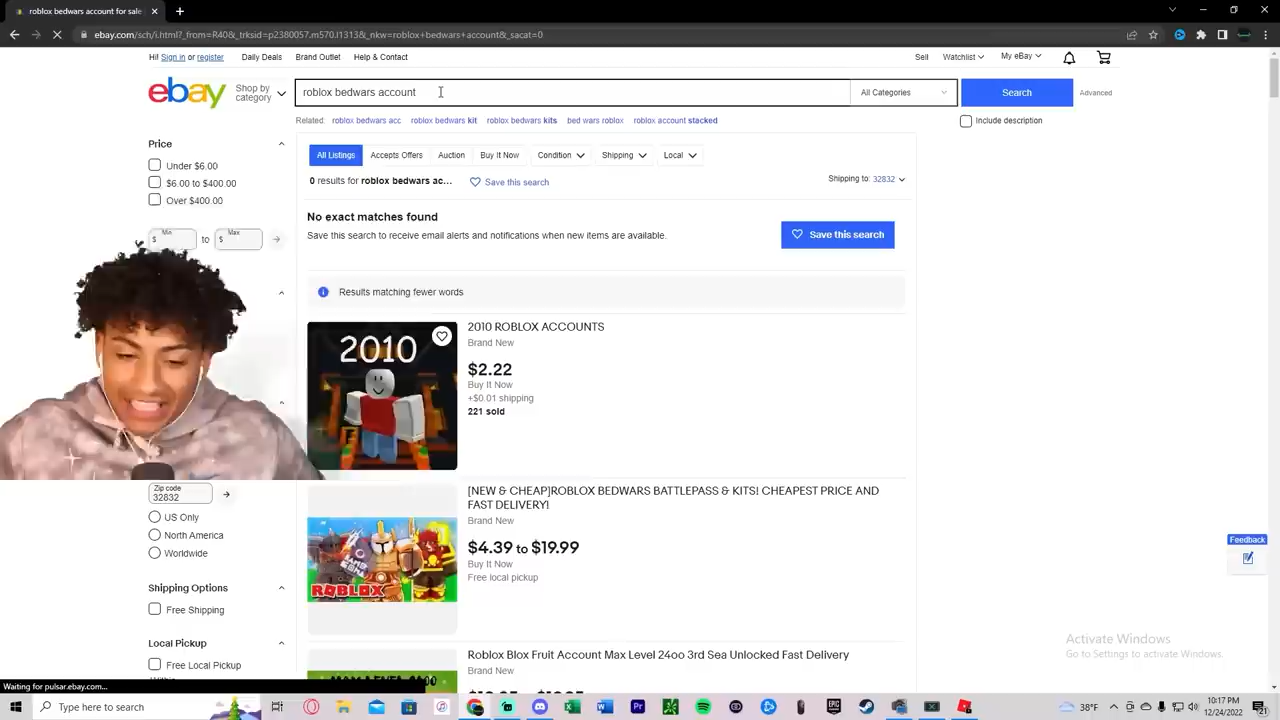 roblox bedwars account for sale
ebay.com/sch/i.html?_from=R40&_trksid=p2380057.m570.l1313&_nkw=roblox+bedwars+account&_sacat=0
Hi! Sign in or register
Daily Deals
Brand Outlet
Help & Contact
Sell
Watchlist
My eBay
ebay
Shop by category
roblox bedwars account
All Categories
Search
Advanced
Related:
roblox bedwars acc
roblox bedwars kit
roblox bedwars kits
bed wars roblox
roblox account stacked
Include description
Price
Under $6.00
$6.00 to $400.00
Over $400.00
Min
$
to
Max
$
All Listings
Accepts Offers
Auction
Buy It Now
Condition
Shipping
Local
0 results for roblox bedwars ac...
Save this search
Shipping to: 32832
No exact matches found
Save this search to receive email alerts and notifications when new items are available.
Save this search
Results matching fewer words
2010
2010 ROBLOX ACCOUNTS
Brand New
$2.22
Buy It Now
+$0.01 shipping
221 sold
ROBLOX
[NEW & CHEAP]ROBLOX BEDWARS BATTLEPASS & KITS! CHEAPEST PRICE AND
FAST DELIVERY!
Brand New
$4.39 to $19.99
Buy It Now
Free local pickup
Roblox Blox Fruit Account Max Level 24oo 3rd Sea Unlocked Fast Delivery
Brand New
Zip code
32832
US Only
North America
Worldwide
Shipping Options
Free Shipping
Local Pickup
Free Local Pickup
Feedback
Activate Windows
Go to Settings to activate Windows.
Waiting for pulsar.ebay.com...
Type here to search
38°F
10:17 PM
12/24/2022